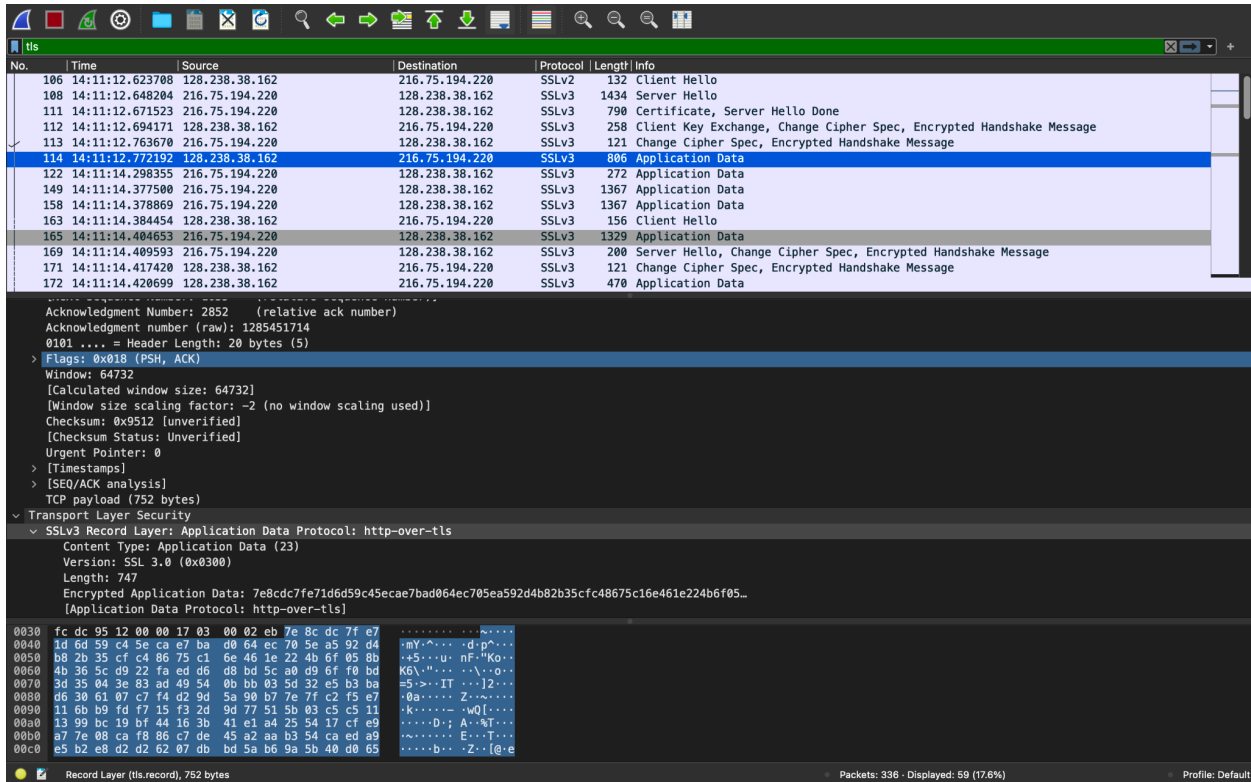 tls
No. Time Source Destination Protocol Length Info
106 14:11:12.623708 128.238.38.162 216.75.194.220 SSLv2 132 Client Hello
108 14:11:12.648204 216.75.194.220 128.238.38.162 SSLv3 1434 Server Hello
111 14:11:12.671523 216.75.194.220 128.238.38.162 SSLv3 790 Certificate, Server Hello Done
112 14:11:12.694171 128.238.38.162 216.75.194.220 SSLv3 258 Client Key Exchange, Change Cipher Spec, Encrypted Handshake Message
113 14:11:12.763670 216.75.194.220 128.238.38.162 SSLv3 121 Change Cipher Spec, Encrypted Handshake Message
114 14:11:12.772192 128.238.38.162 216.75.194.220 SSLv3 806 Application Data
122 14:11:14.298355 216.75.194.220 128.238.38.162 SSLv3 272 Application Data
149 14:11:14.377500 216.75.194.220 128.238.38.162 SSLv3 1367 Application Data
158 14:11:14.378869 216.75.194.220 128.238.38.162 SSLv3 1367 Application Data
163 14:11:14.384454 128.238.38.162 216.75.194.220 SSLv3 156 Client Hello
165 14:11:14.404653 216.75.194.220 128.238.38.162 SSLv3 1329 Application Data
169 14:11:14.409593 216.75.194.220 128.238.38.162 SSLv3 200 Server Hello, Change Cipher Spec, Encrypted Handshake Message
171 14:11:14.417420 128.238.38.162 216.75.194.220 SSLv3 121 Change Cipher Spec, Encrypted Handshake Message
172 14:11:14.420699 128.238.38.162 216.75.194.220 SSLv3 470 Application Data
Acknowledgment Number: 2852 (relative ack number)
Acknowledgment number (raw): 1285451714
0101 .... = Header Length: 20 bytes (5)
Flags: 0x018 (PSH, ACK)
Window: 64732
[Calculated window size: 64732]
[Window size scaling factor: -2 (no window scaling used)]
Checksum: 0x9512 [unverified]
[Checksum Status: Unverified]
Urgent Pointer: 0
[Timestamps]
[SEQ/ACK analysis]
TCP payload (752 bytes)
Transport Layer Security
SSLv3 Record Layer: Application Data Protocol: http-over-tls
Content Type: Application Data (23)
Version: SSL 3.0 (0x0300)
Length: 747
Encrypted Application Data: 7e8cdc7fe71d6d59c45ecae7bad064ec705ea592d4b82b35cfc48675c16e461e224b6f05…
[Application Data Protocol: http-over-tls]
0030 fc dc 95 12 00 00 17 03 00 02 eb 7e 8c dc 7f e7 ········ ···~····
0040 1d 6d 59 c4 5e ca e7 ba d0 64 ec 70 5e a5 92 d4 ·mY·^··· ·d·p^···
0050 b8 2b 35 cf c4 86 75 c1 6e 46 1e 22 4b 6f 05 8b ·+5···u· nF·"Ko··
0060 4b 36 5c d9 22 fa ed d6 d8 bd 5c a0 d6 6f f0 bd K6\·"··· ··\··o··
0070 3d 35 04 3e 83 ad 49 54 0b bb 03 5d 32 e5 b3 ba =5·>··IT ···]2···
0080 d6 30 61 07 c7 f4 d2 9d 5a 90 b7 7e 7f c2 f5 e7 ·0a····· Z··~····
0090 11 6b b9 fd f7 15 f3 2d 9d 77 51 5b 03 c5 c5 11 ·k·····- ·wQ[····
00a0 13 99 bc 19 bf 44 16 3b 41 e1 a4 25 54 17 cf e9 ·····D·; A··%T···
00b0 a7 7e 08 ca f8 86 c7 de 45 a2 aa b3 54 ca ed a9 ·~······ E···T···
00c0 e5 b2 e8 d2 d2 62 07 db bd 5a b6 9a 5b 40 d0 65 ·····b·· ·Z··[@·e
Record Layer (tls.record), 752 bytes
Packets: 336 · Displayed: 59 (17.6%)
Profile: Default